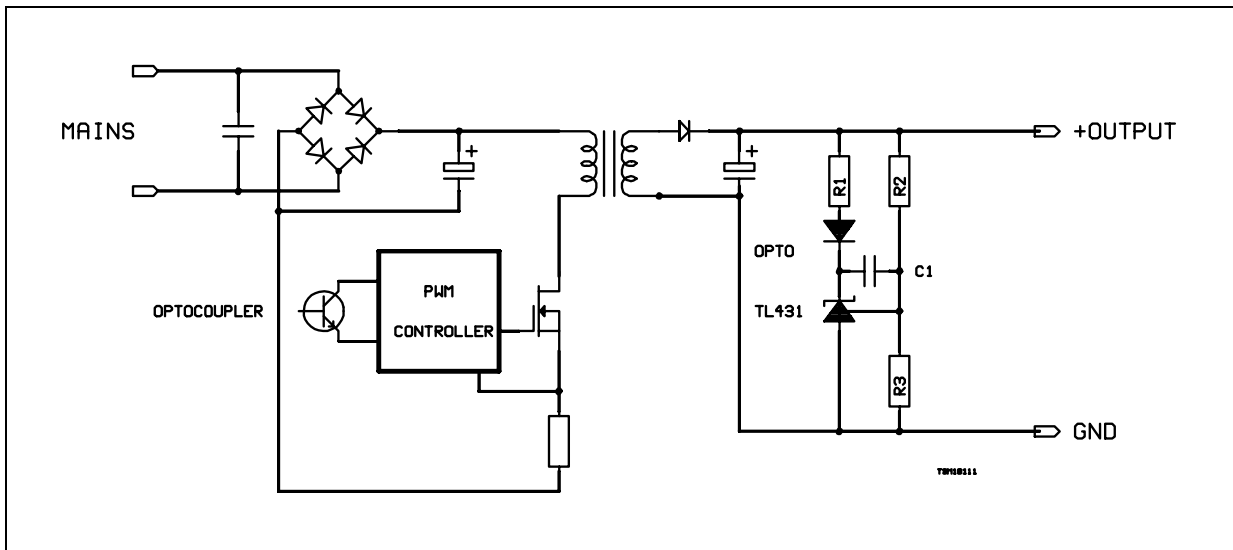 MAINS
+OUTPUT
R1
R2
OPTO
C1
PWM
CONTROLLER
OPTOCOUPLER
TL431
R3
GND